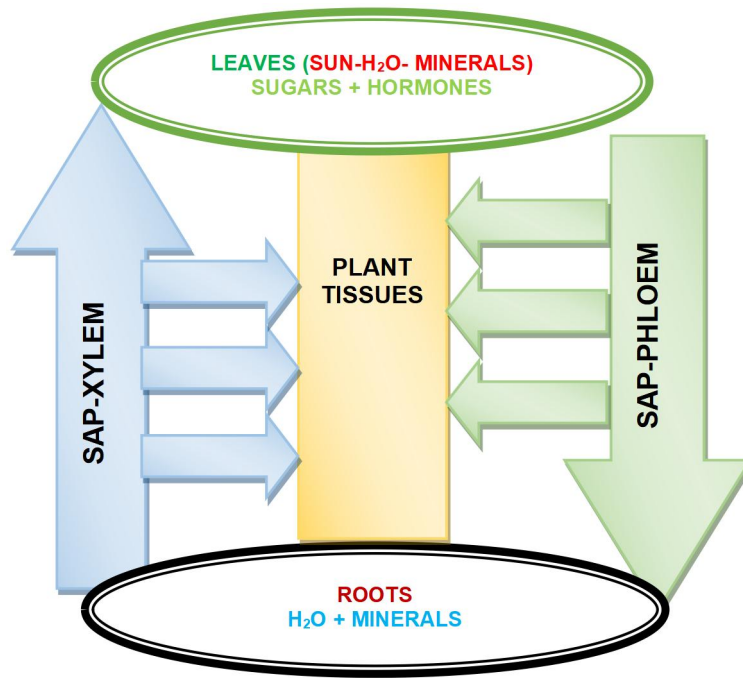 LEAVES (SUN-H₂O- MINERALS)
SUGARS + HORMONES
SAP-XYLEM
PLANT
TISSUES
SAP-PHLOEM
ROOTS
H₂O + MINERALS